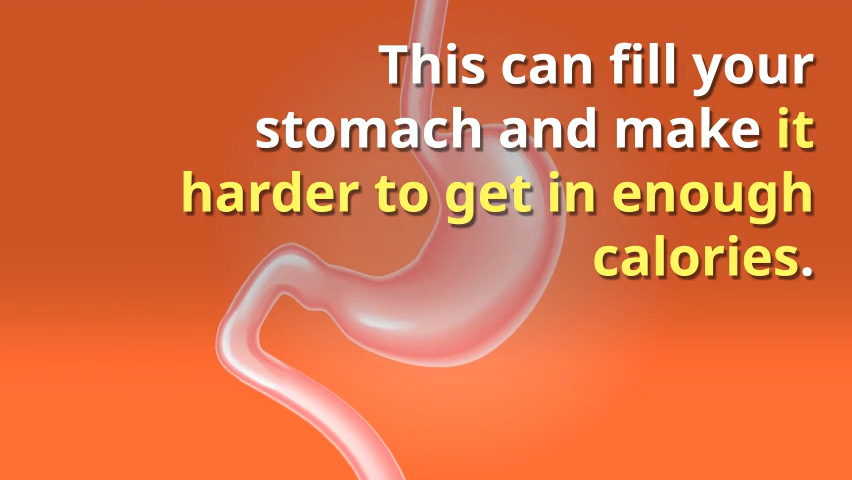 This can fill your
stomach and make it
harder to get in enough
calories.